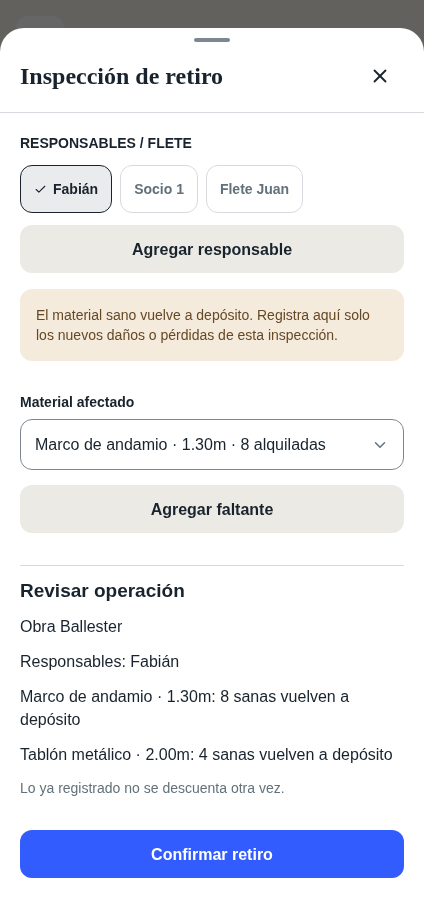 Inspección de retiro
RESPONSABLES / FLETE
Fabián
Socio 1
Flete Juan
Agregar responsable
El material sano vuelve a depósito. Registra aquí solo
los nuevos daños o pérdidas de esta inspección.
Material afectado
Marco de andamio · 1.30m · 8 alquiladas
Agregar faltante
Revisar operación
Obra Ballester
Responsables: Fabián
Marco de andamio · 1.30m: 8 sanas vuelven a
depósito
Tablón metálico · 2.00m: 4 sanas vuelven a depósito
Lo ya registrado no se descuenta otra vez.
Confirmar retiro